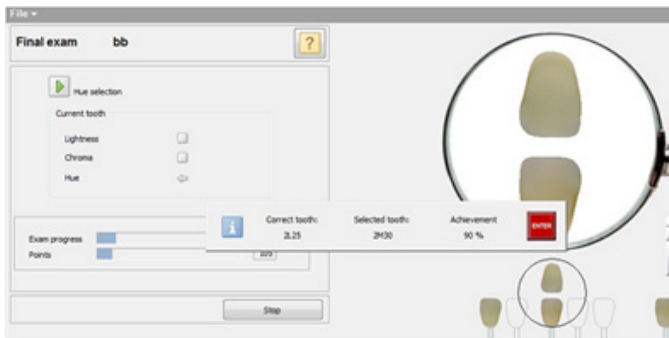 File
Final exam bb
?
Hue selection
Current tooth
Lightness
Chroma
Hue
Correct tooth: Selected tooth: Achievement
i
2L25 2M30 90 %
ENTER
Exam progress
Points
105
Stop